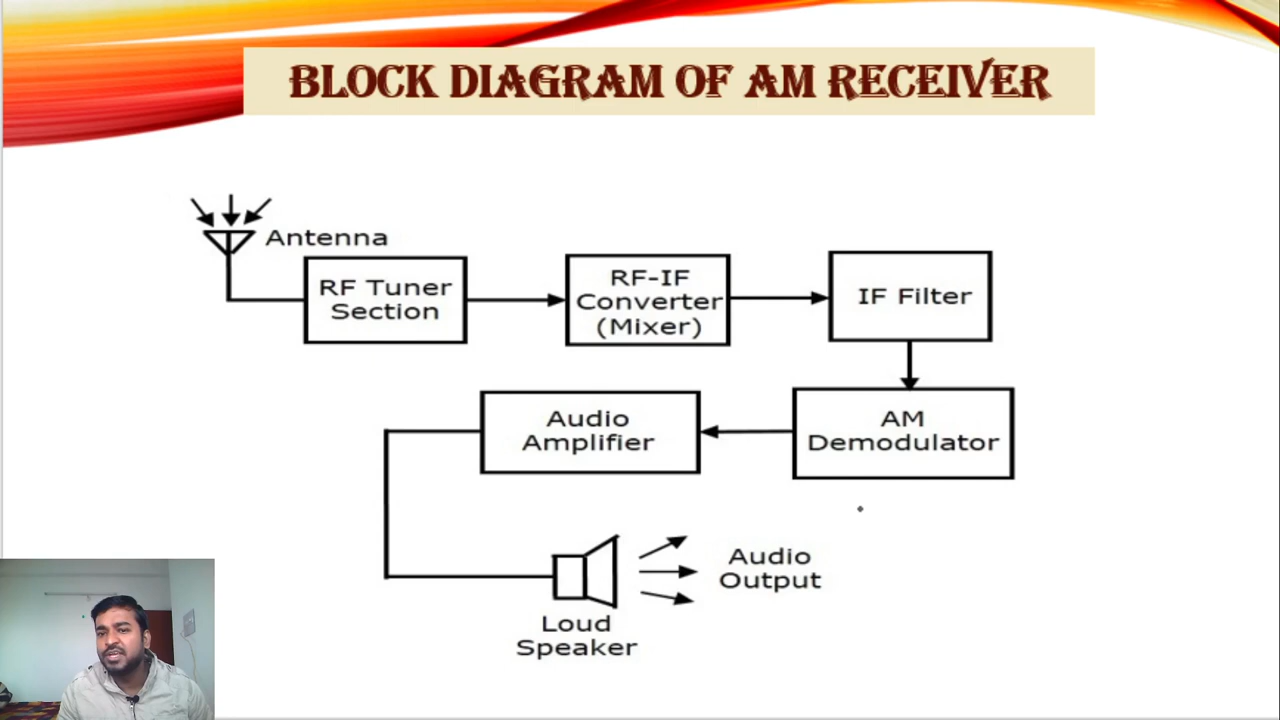 BLOCK DIAGRAM OF AM RECEIVER
Antenna
RF Tuner
Section
RF-IF
Converter
(Mixer)
IF Filter
Audio
Amplifier
AM
Demodulator
Audio
Output
Loud
Speaker